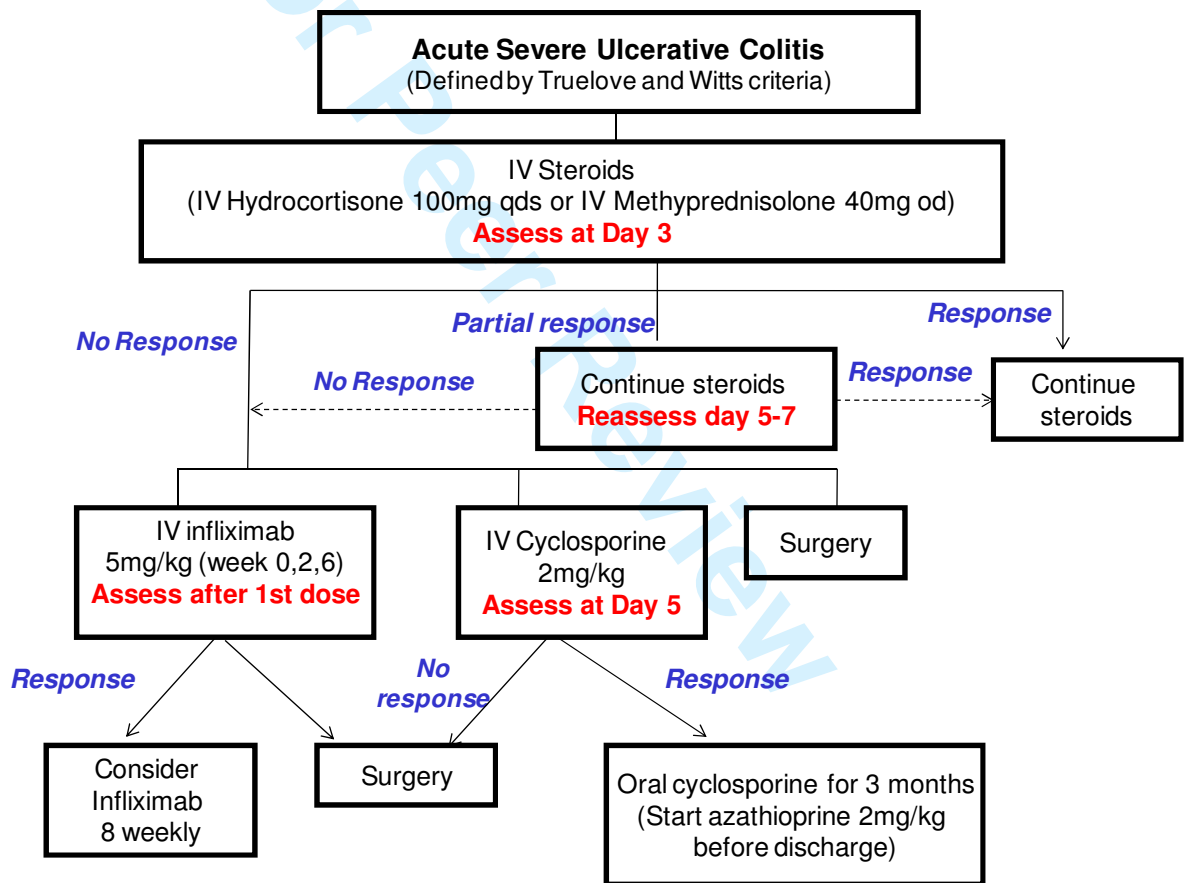 Acute Severe Ulcerative Colitis
(Defined by Truelove and Witts criteria)
IV Steroids
(IV Hydrocortisone 100mg qds or IV Methyprednisolone 40mg od)
Assess at Day 3
No Response
Partial response
Response
No Response
Continue steroids
Reassess day 5-7
Response
Continue
steroids
IV infliximab
5mg/kg (week 0,2,6)
Assess after 1st dose
IV Cyclosporine
2mg/kg
Assess at Day 5
Surgery
Response
No
response
Response
Consider
Infliximab
8 weekly
Surgery
Oral cyclosporine for 3 months
(Start azathioprine 2mg/kg
before discharge)
or Peer Review